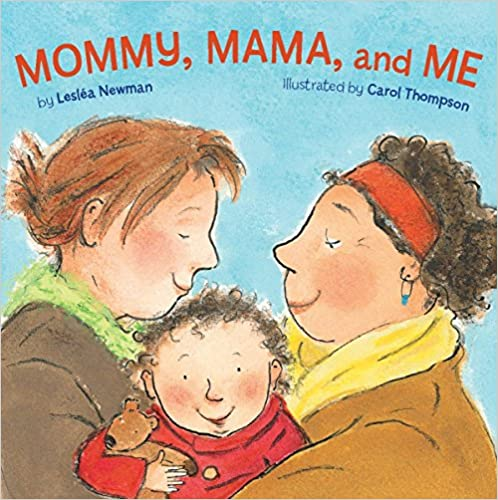 MOMMY, MAMA, and ME
by Lesléa Newman
Illustrated by Carol Thompson